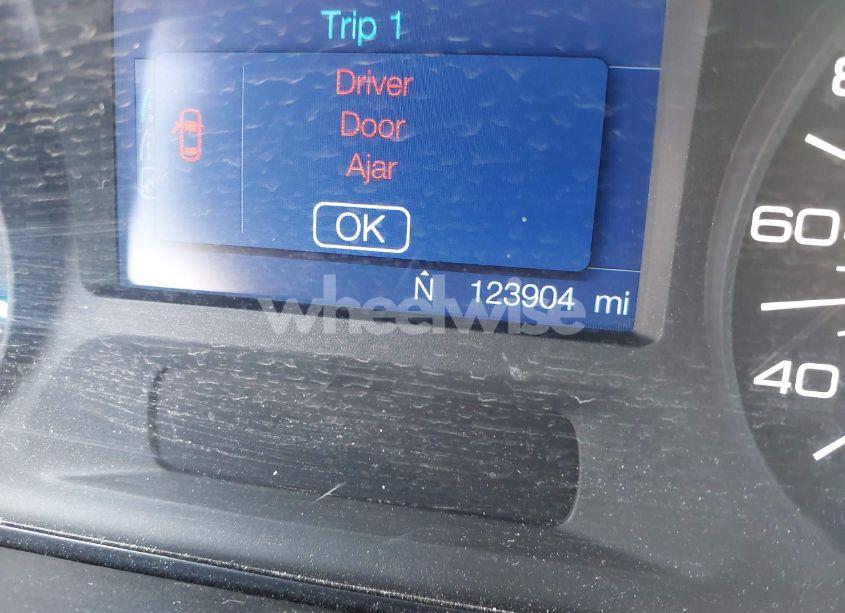 Trip 1
Driver
Door
Ajar
OK
N 123904 mi
wheelwise
60
40